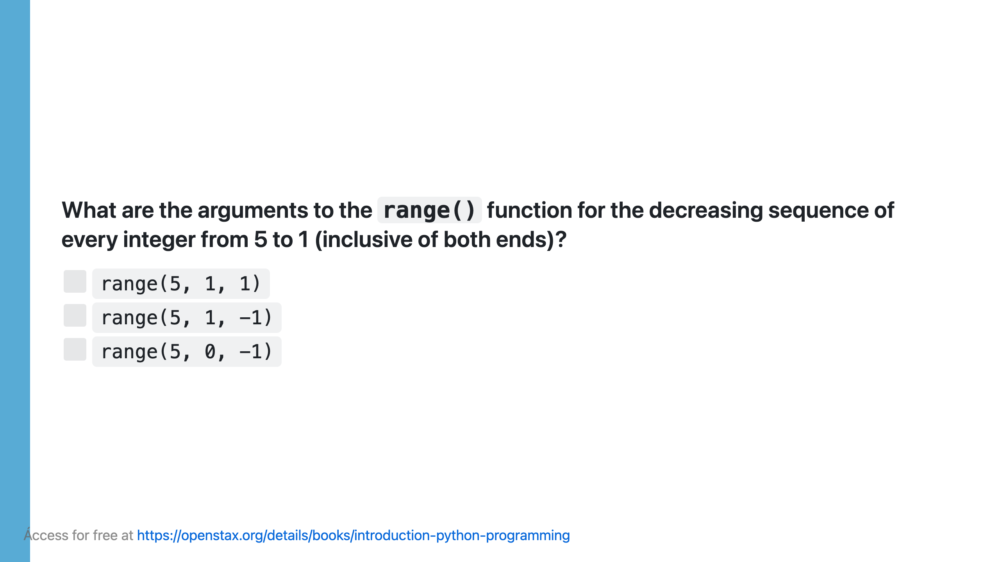 What are the arguments to the range() function for the decreasing sequence of
every integer from 5 to 1 (inclusive of both ends)?
range(5, 1, 1)
range(5, 1, -1)
range(5, 0, -1)
Áccess for free at https://openstax.org/details/books/introduction-python-programming